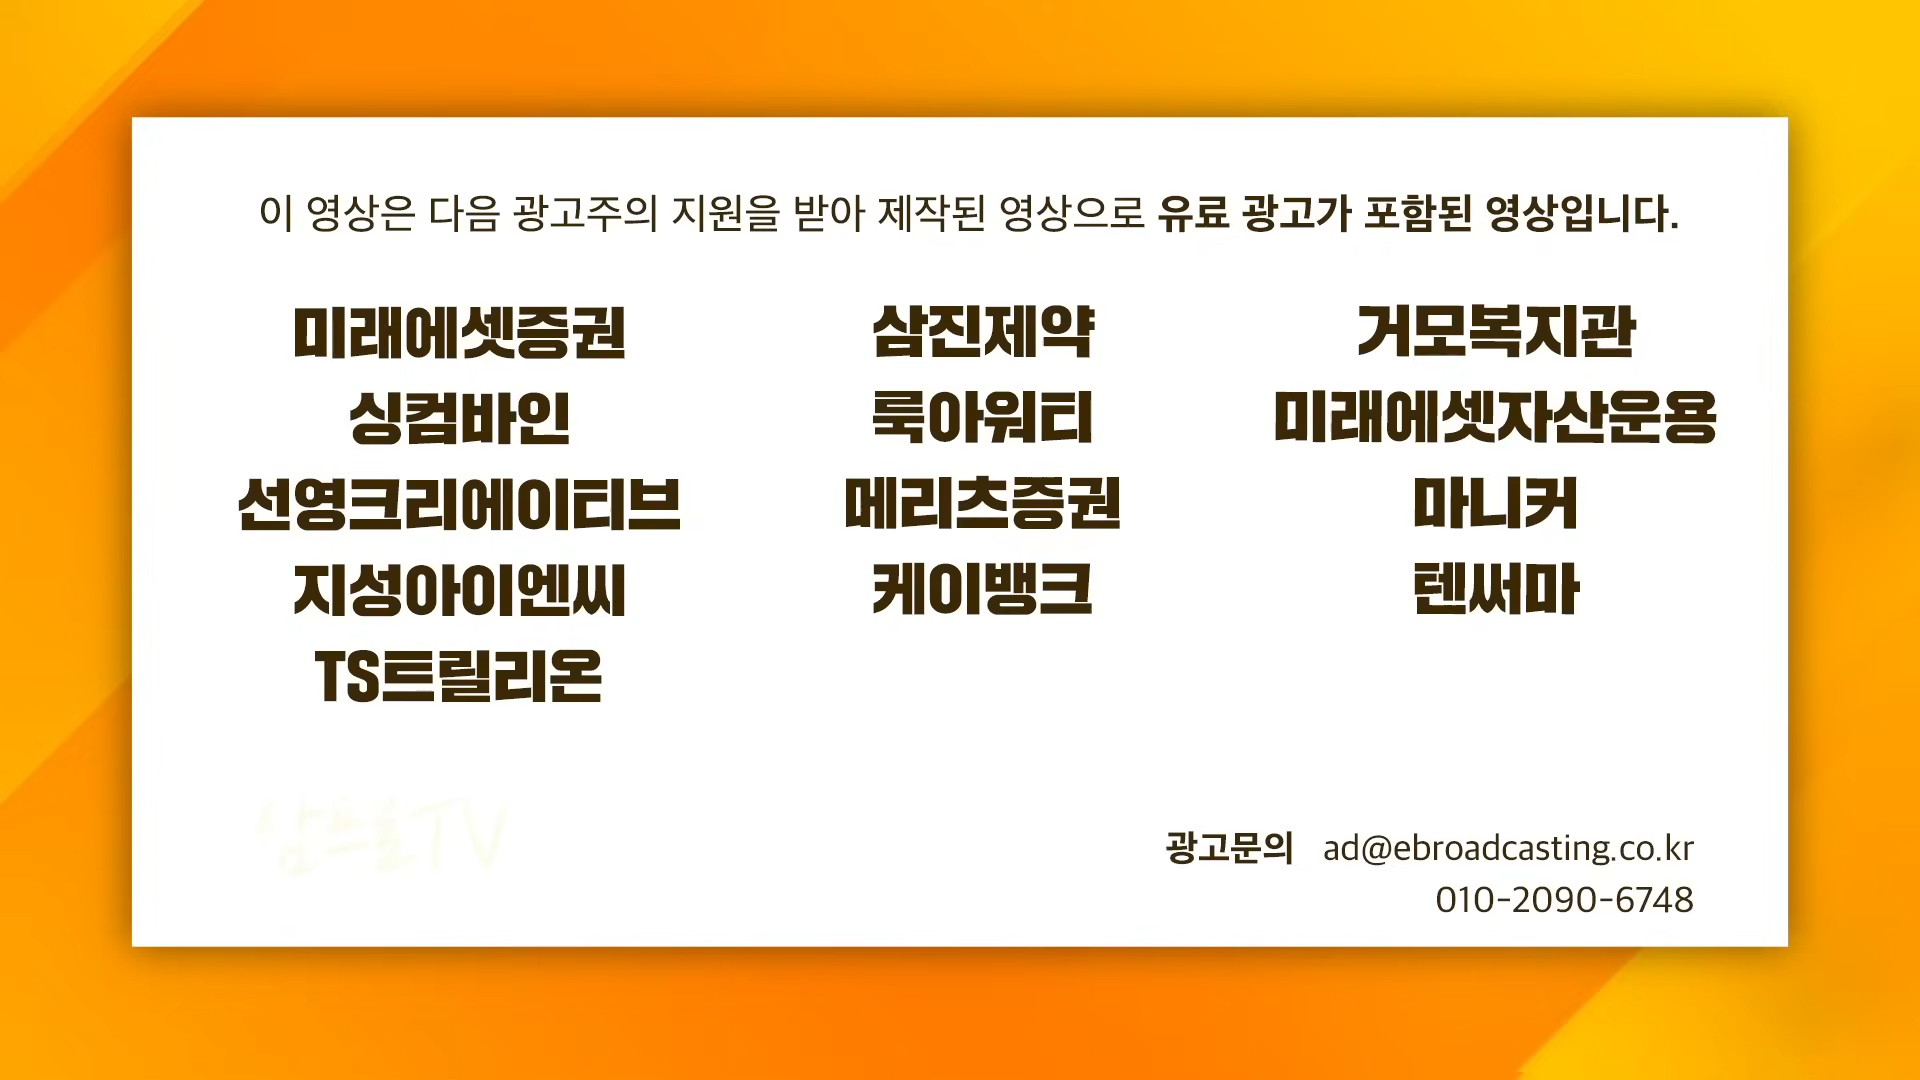 이 영상은 다음 광고주의 지원을 받아 제작된 영상으로 유료 광고가 포함된 영상입니다.
미래에셋증권
싱컴바인
선영크리에이티브
지성아이엔씨
TS트릴리온
삼진제약
룩아워티
메리츠증권
케이뱅크
거모복지관
미래에셋자산운용
마니커
텐써마
삼프로TV
광고문의 ad@ebroadcasting.co.kr
010-2090-6748